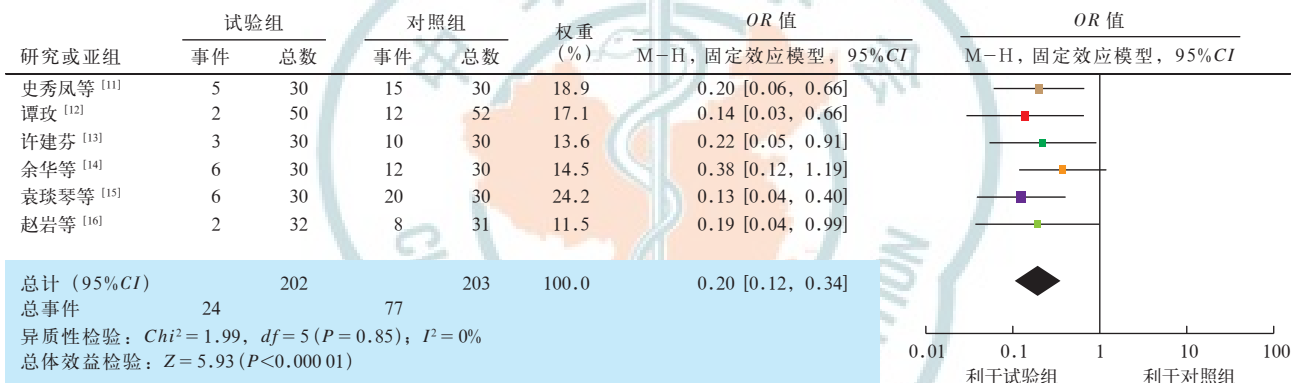 试验组 对照组 权重 OR 值 OR 值
研究或亚组 事件 总数 事件 总数 (%) M-H, 固定效应模型, 95%CI M-H, 固定效应模型, 95%CI
史秀凤等 [11] 5 30 15 30 18.9 0.20 [0.06, 0.66]
谭玫 [12] 2 50 12 52 17.1 0.14 [0.03, 0.66]
许建芬 [13] 3 30 10 30 13.6 0.22 [0.05, 0.91]
余华等 [14] 6 30 12 30 14.5 0.38 [0.12, 1.19]
袁琰琴等 [15] 6 30 20 30 24.2 0.13 [0.04, 0.40]
赵岩等 [16] 2 32 8 31 11.5 0.19 [0.04, 0.99]
总计 (95%CI) 202 203 100.0 0.20 [0.12, 0.34]
总事件 24 77
异质性检验: Chi²=1.99, df=5(P=0.85); I²=0%
总体效益检验: Z=5.93(P<0.000 01)
0.01 0.1 1 10 100
利于试验组 利于对照组